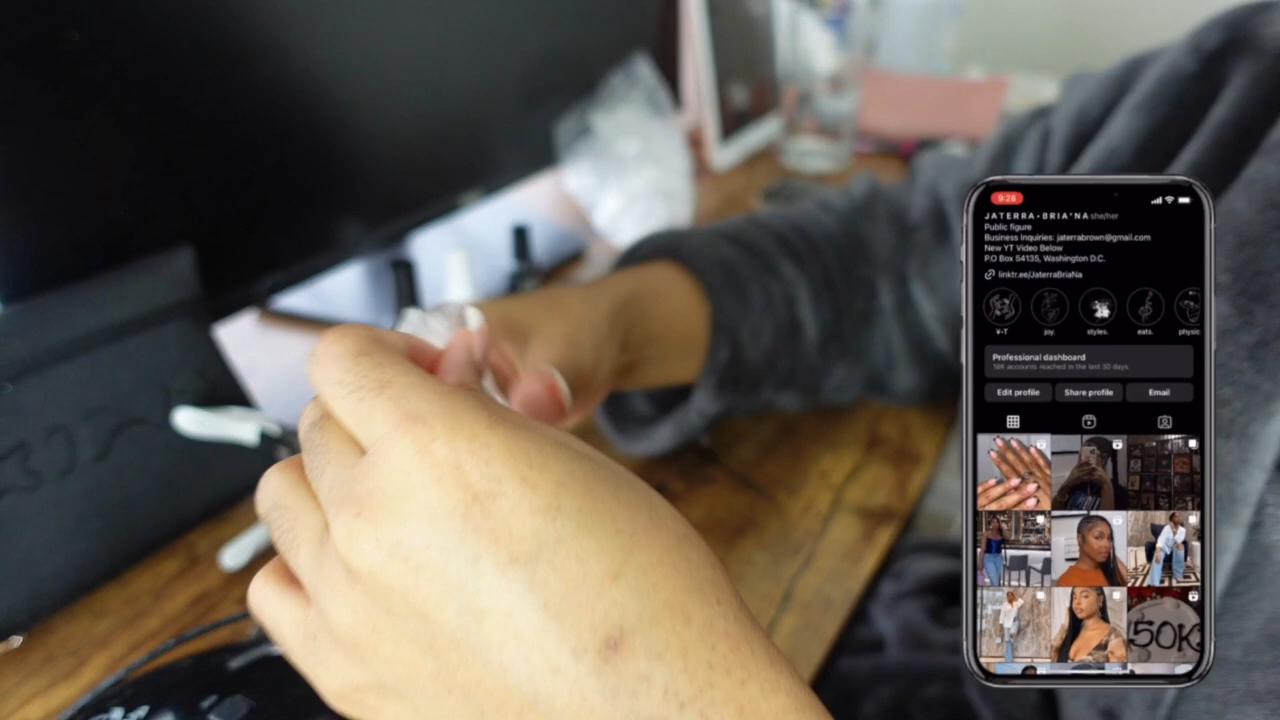 9:26
JATERRA•BRIA'NA she/her
Public figure
Business Inquiries: jaterrabrown@gmail.com
New YT Video Below
P.O Box 54135, Washington D.C.
linktr.ee/JaterraBriaNa
Y•T joy. styles. eats. physic
Professional dashboard
16K accounts reached in the last 30 days.
Edit profile Share profile Email
50K